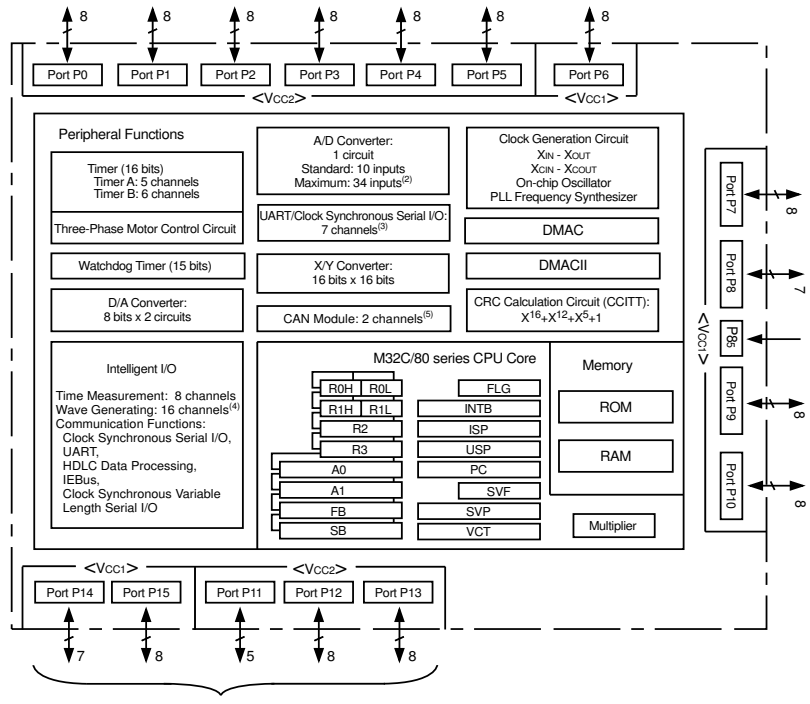 8 8 8 8 8 8 8
Port P0 Port P1 Port P2 Port P3 Port P4 Port P5 Port P6
<VCC2> <VCC1>
Peripheral Functions
Timer (16 bits)
Timer A: 5 channels
Timer B: 6 channels
Three-Phase Motor Control Circuit
Watchdog Timer (15 bits)
D/A Converter:
8 bits x 2 circuits
A/D Converter:
1 circuit
Standard: 10 inputs
Maximum: 34 inputs(2)
UART/Clock Synchronous Serial I/O:
7 channels(3)
X/Y Converter:
16 bits x 16 bits
CAN Module: 2 channels(5)
Clock Generation Circuit
XIN - XOUT
XCIN - XCOUT
On-chip Oscillator
PLL Frequency Synthesizer
DMAC
DMACII
CRC Calculation Circuit (CCITT):
X16+X12+X5+1
Intelligent I/O
Time Measurement: 8 channels
Wave Generating: 16 channels(4)
Communication Functions:
Clock Synchronous Serial I/O,
UART,
HDLC Data Processing,
IEBus,
Clock Synchronous Variable
Length Serial I/O
M32C/80 series CPU Core
R0H R0L
R1H R1L
R2
R3
A0
A1
FB
SB
FLG
INTB
ISP
USP
PC
SVF
SVP
VCT
Memory
ROM
RAM
Multiplier
<VCC1>
Port P7
8
Port P8
7
P85
Port P9
8
Port P10
8
<VCC1> <VCC2>
Port P14 Port P15 Port P11 Port P12 Port P13
7 8 5 8 8